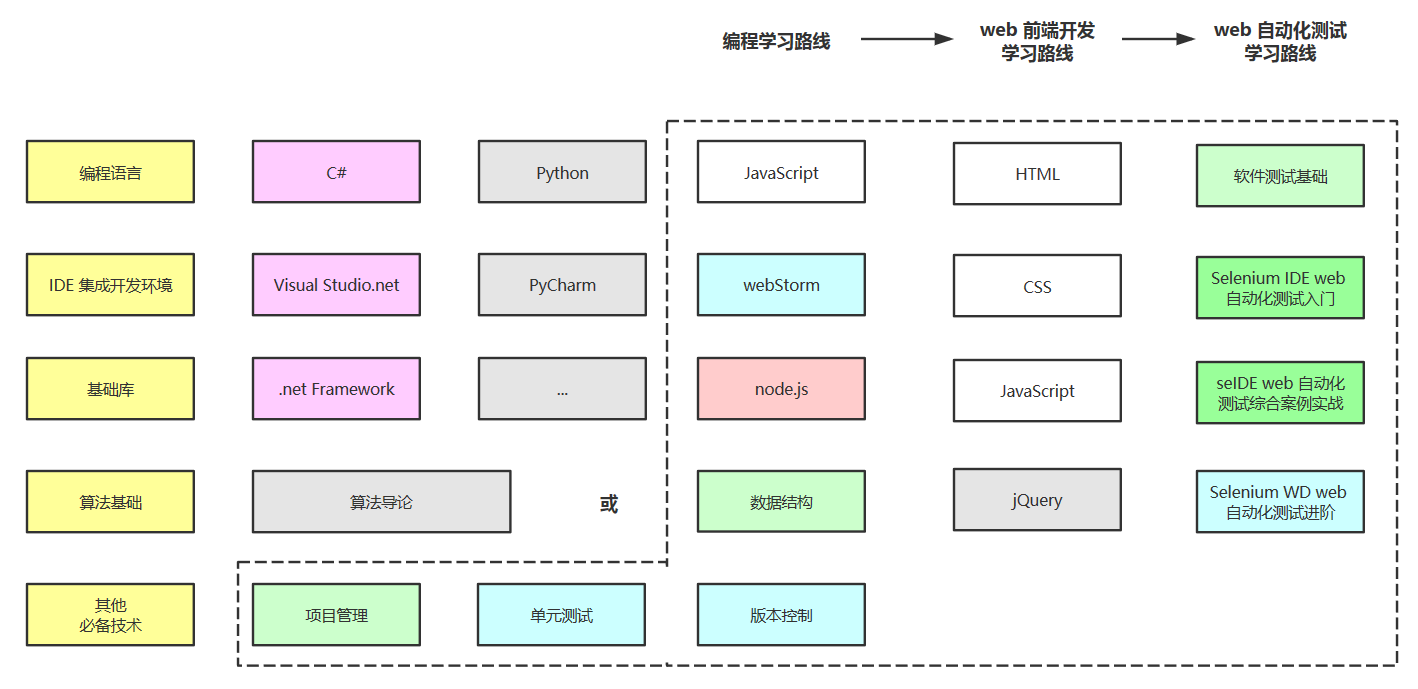 编程学习路线
web 前端开发
学习路线
web 自动化测试
学习路线
编程语言
C#
Python
JavaScript
HTML
软件测试基础
IDE 集成开发环境
Visual Studio.net
PyCharm
webStorm
CSS
Selenium IDE web
自动化测试入门
基础库
.net Framework
...
node.js
JavaScript
seIDE web 自动化
测试综合案例实战
算法基础
算法导论
或
数据结构
jQuery
Selenium WD web
自动化测试进阶
其他
必备技术
项目管理
单元测试
版本控制